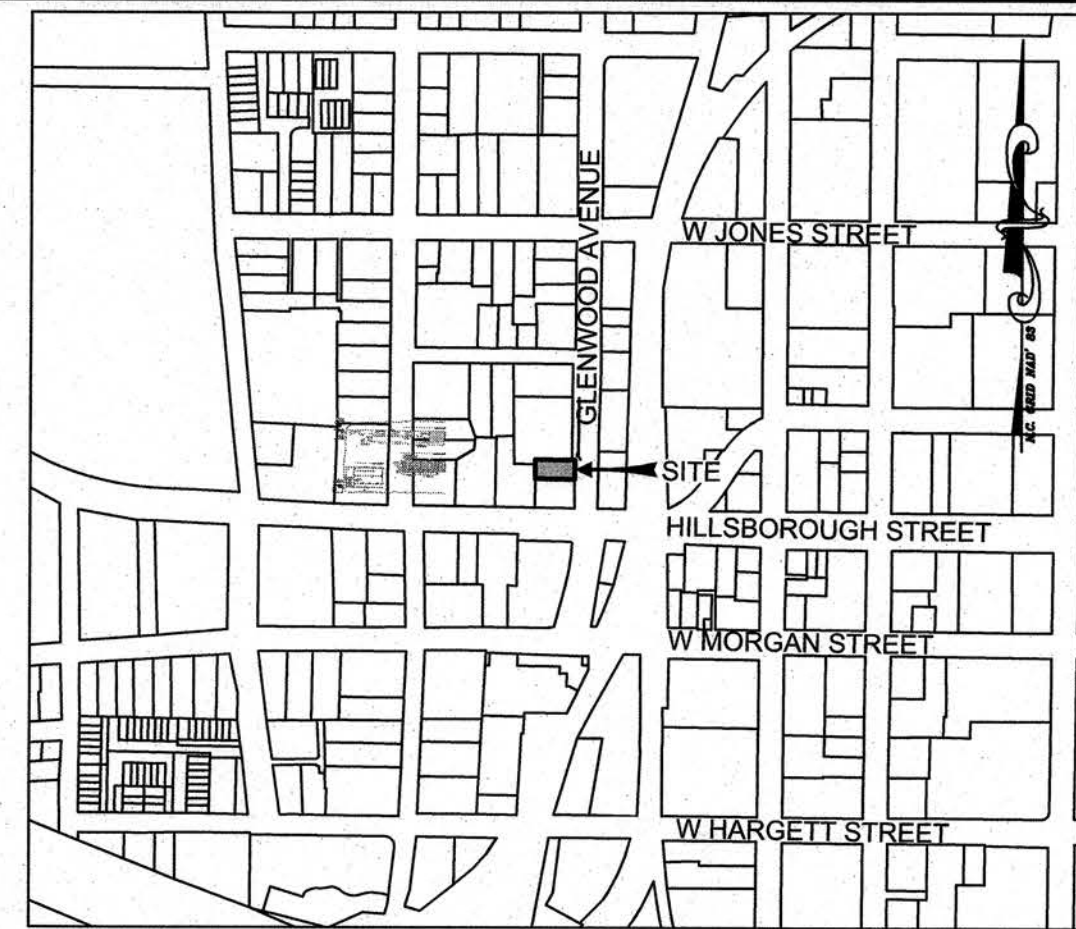 W JONES STREET
GLENWOOD AVENUE
N.C. GRID NAD' 83
SITE
HILLSBOROUGH STREET
W MORGAN STREET
W HARGETT STREET